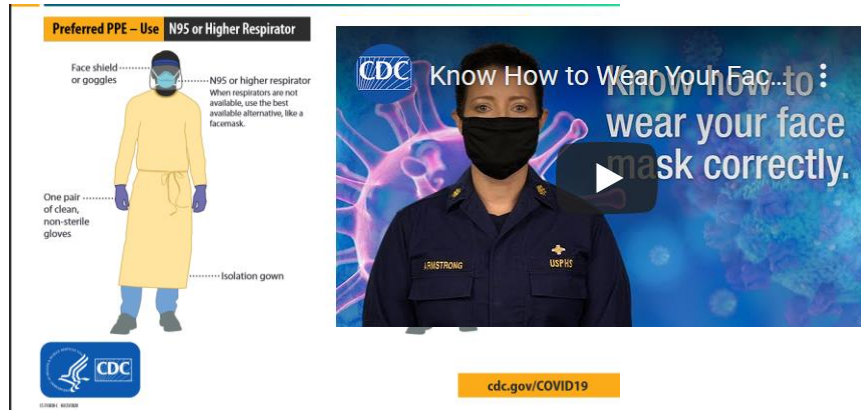 Preferred PPE – Use N95 or Higher Respirator
Face shield
or goggles
N95 or higher respirator
When respirators are not
available, use the best
available alternative, like a
facemask.
One pair
of clean,
non-sterile
gloves
Isolation gown
CDC
cdc.gov/COVID19
CDC
Know How to Wear Your Fac...
Know how to
wear your face
mask correctly.
ARMSTRONG
USPHS